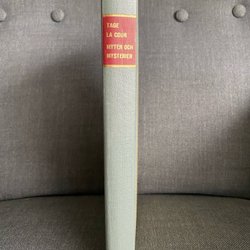 TAGE
LA COUR
MYTER OCH
MYSTERIER